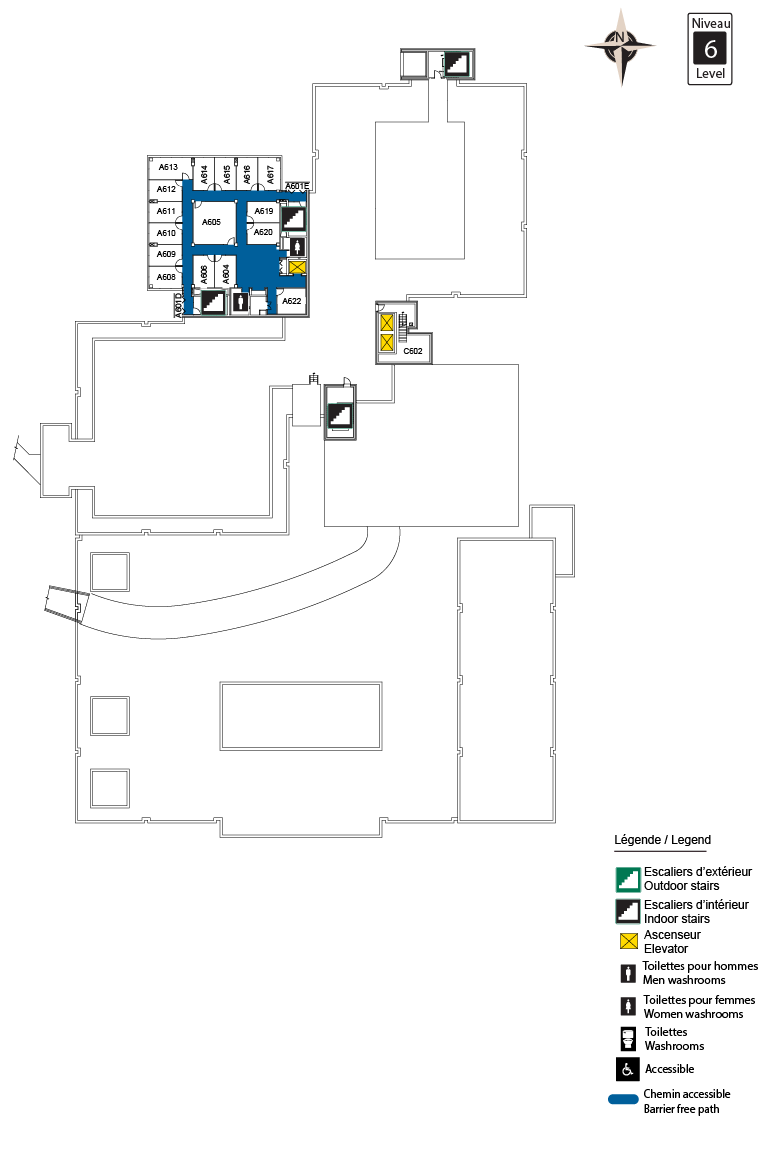 N
Niveau
6
Level
A613
A614
A615
A616
A617
A601E
A612
A611
A605
A619
A610
A620
A609
A606
A604
A608
A601D
A622
C602
Légende / Legend
Escaliers d'extérieur
Outdoor stairs
Escaliers d'intérieur
Indoor stairs
Ascenseur
Elevator
Toilettes pour hommes
Men washrooms
Toilettes pour femmes
Women washrooms
Toilettes
Washrooms
Accessible
Chemin accessible
Barrier free path